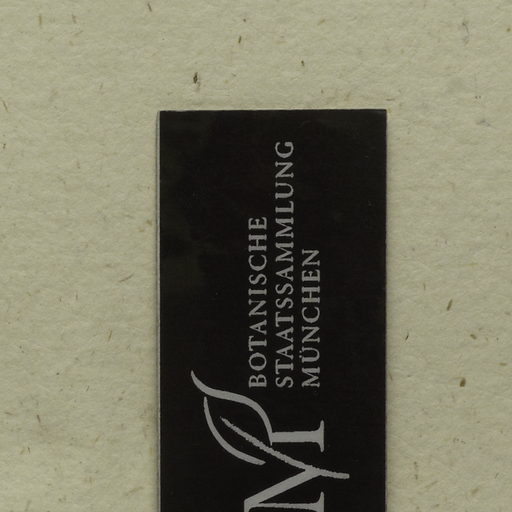 BOTANISCHE
STAATSSAMMLUNG
MÜNCHEN
M